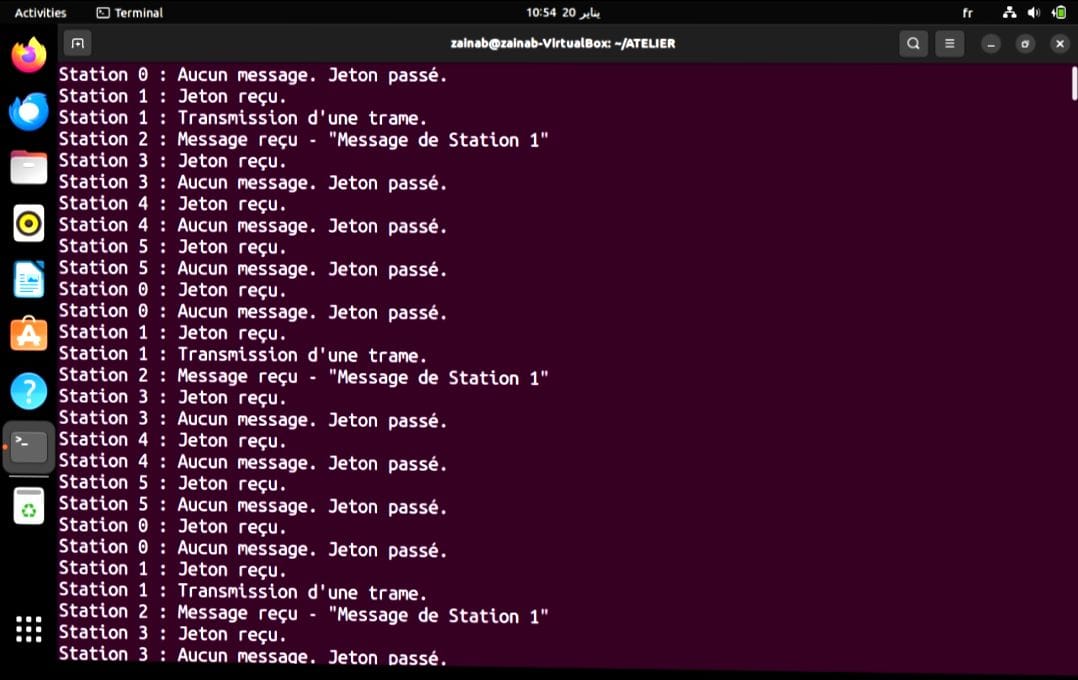 Activities
Terminal
10:54 20 يناير
fr
zainab@zainab-VirtualBox: ~/ATELIER
Station 0 : Aucun message. Jeton passé.
Station 1 : Jeton reçu.
Station 1 : Transmission d'une trame.
Station 2 : Message reçu - "Message de Station 1"
Station 3 : Jeton reçu.
Station 3 : Aucun message. Jeton passé.
Station 4 : Jeton reçu.
Station 4 : Aucun message. Jeton passé.
Station 5 : Jeton reçu.
Station 5 : Aucun message. Jeton passé.
Station 0 : Jeton reçu.
Station 0 : Aucun message. Jeton passé.
Station 1 : Jeton reçu.
Station 1 : Transmission d'une trame.
Station 2 : Message reçu - "Message de Station 1"
Station 3 : Jeton reçu.
Station 3 : Aucun message. Jeton passé.
Station 4 : Jeton reçu.
Station 4 : Aucun message. Jeton passé.
Station 5 : Jeton reçu.
Station 5 : Aucun message. Jeton passé.
Station 0 : Jeton reçu.
Station 0 : Aucun message. Jeton passé.
Station 1 : Jeton reçu.
Station 1 : Transmission d'une trame.
Station 2 : Message reçu - "Message de Station 1"
Station 3 : Jeton reçu.
Station 3 : Aucun message. Jeton passé.